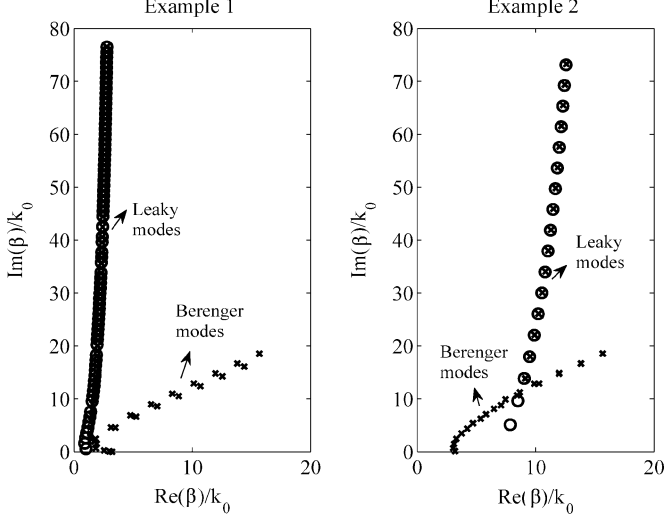 Example 1
80
70
60
50
40
30
20
10
0
0
10
20
Im(β)/k₀
Re(β)/k₀
Leaky
modes
Berenger
modes
Example 2
80
70
60
50
40
30
20
10
0
0
10
20
Im(β)/k₀
Re(β)/k₀
Leaky
modes
Berenger
modes